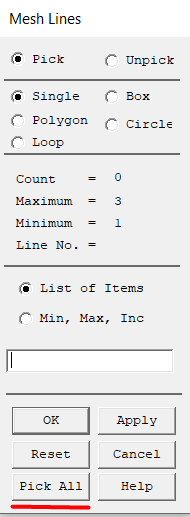 Mesh Lines
Pick Unpick
Single Box
Polygon Circle
Loop
Count = 0
Maximum = 3
Minimum = 1
Line No. =
List of Items
Min, Max, Inc
OK Apply
Reset Cancel
Pick All Help